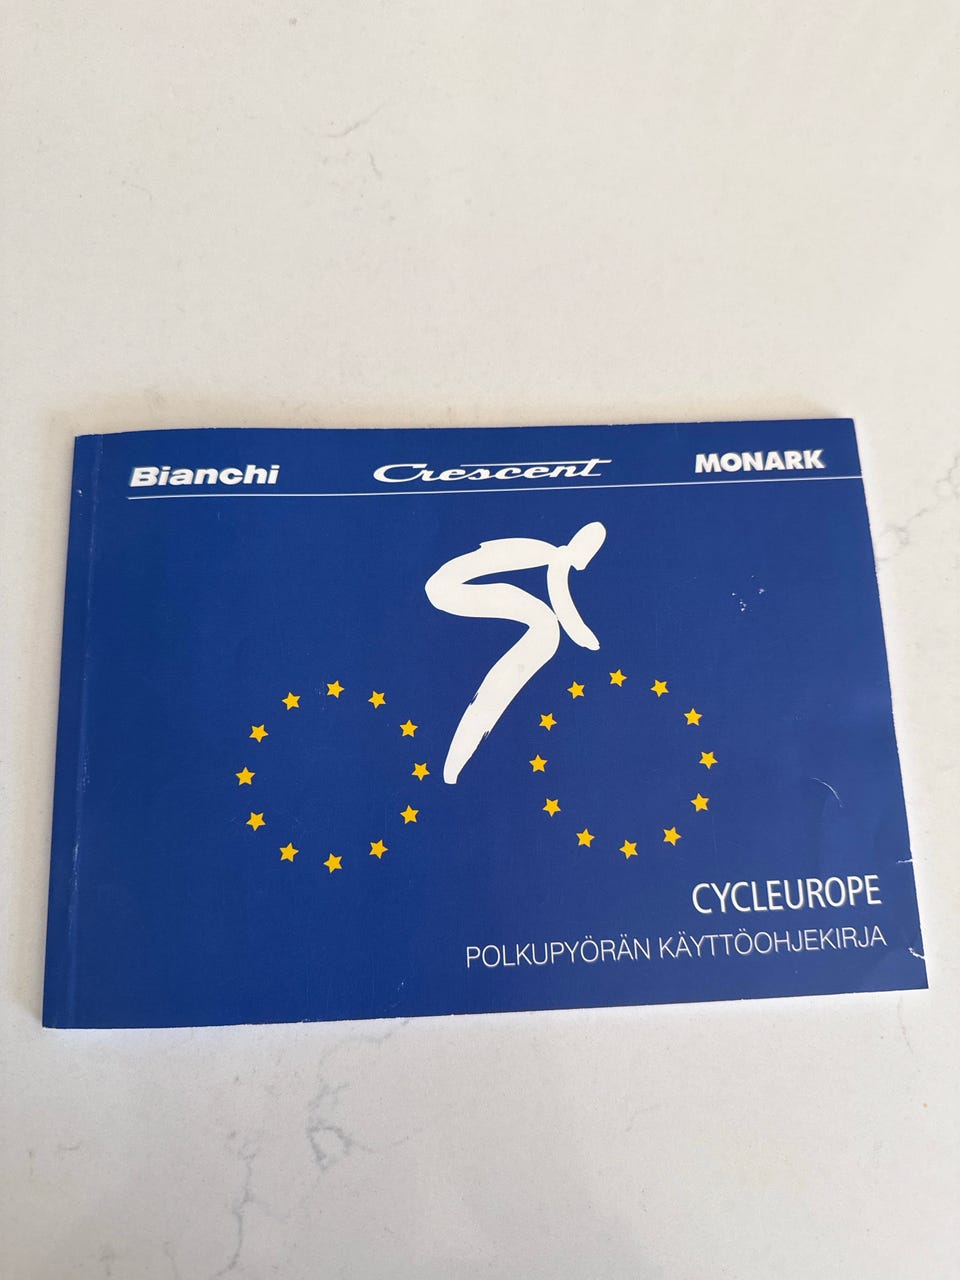 Bianchi Crescent MONARK
CYCLEUROPE
POLKUPYÖRÄN KÄYTTÖOHJEKIRJA